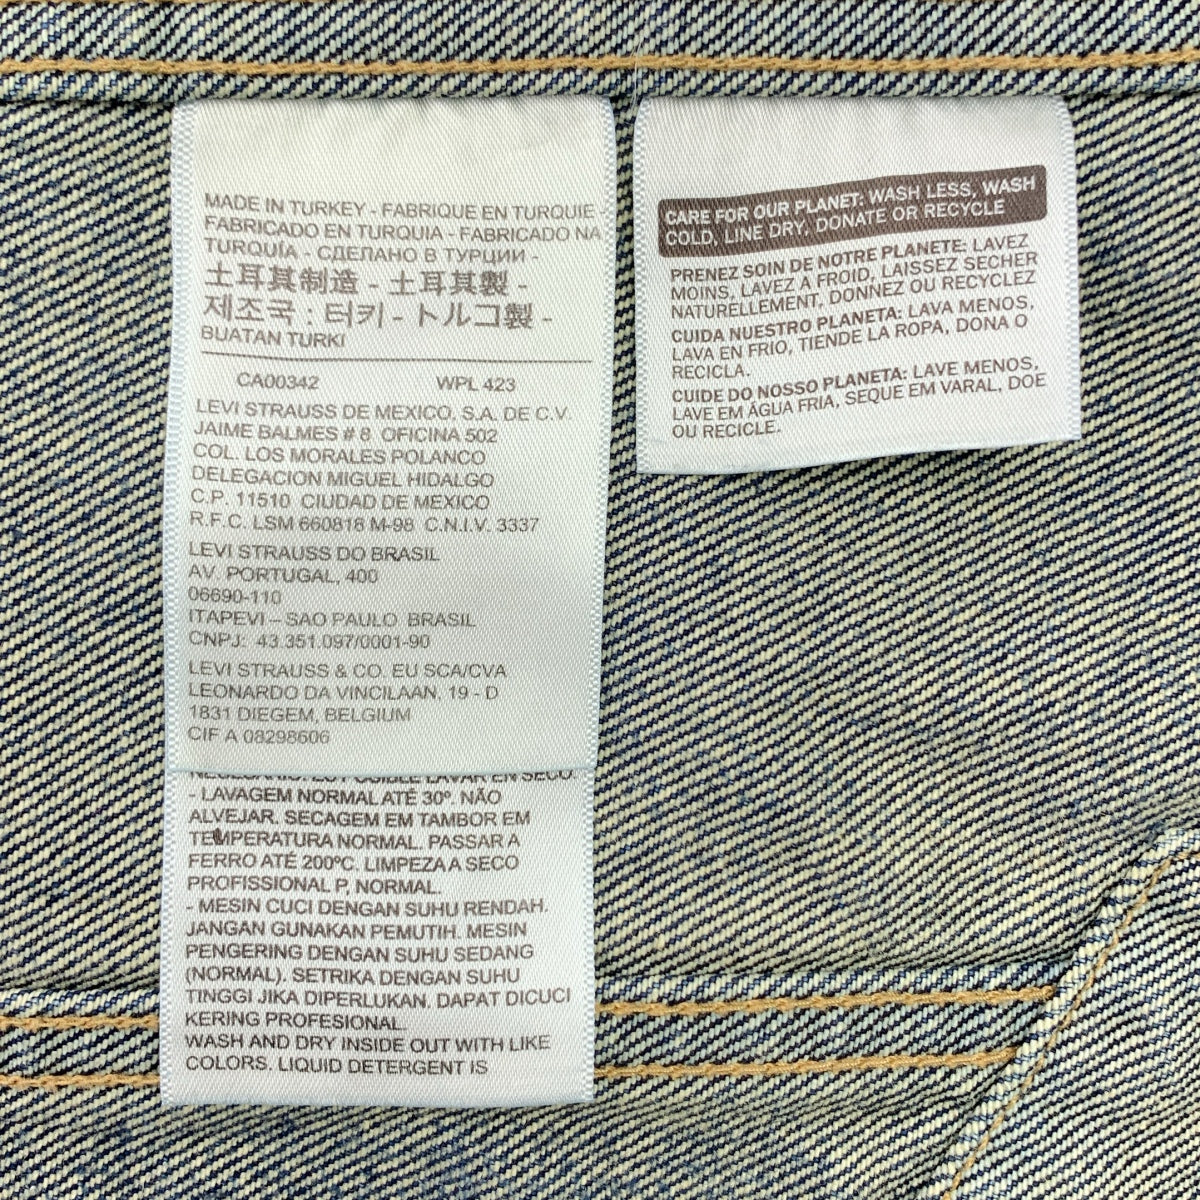 MADE IN TURKEY - FABRIQUE EN TURQUIE -
FABRICADO EN TURQUIA - FABRICADO NA
TURQUÍA - СДЕЛАНО В ТУРЦИИ -
土耳其制造 - 土耳其製 -
제조국 : 터키 - トルコ製 -
BUATAN TURKI
CA00342 WPL 423
LEVI STRAUSS DE MEXICO, S.A. DE C.V.
JAIME BALMES # 8 OFICINA 502
COL. LOS MORALES POLANCO
DELEGACION MIGUEL HIDALGO
C.P. 11510 CIUDAD DE MEXICO
R.F.C. LSM 660818 M-98 C.N.I.V. 3337
LEVI STRAUSS DO BRASIL
AV. PORTUGAL, 400
06690-110
ITAPEVI – SAO PAULO BRASIL
CNPJ: 43.351.097/0001-90
LEVI STRAUSS & CO. EU SCA/CVA
LEONARDO DA VINCILAAN, 19 - D
1831 DIEGEM, BELGIUM
CIF A 08298606
NECESARIO. ES POSIBLE LAVAR EN SECO.
- LAVAGEM NORMAL ATÉ 30º. NÃO
ALVEJAR. SECAGEM EM TAMBOR EM
TEMPERATURA NORMAL. PASSAR A
FERRO ATÉ 200ºC. LIMPEZA A SECO
PROFISSIONAL P, NORMAL.
- MESIN CUCI DENGAN SUHU RENDAH.
JANGAN GUNAKAN PEMUTIH. MESIN
PENGERING DENGAN SUHU SEDANG
(NORMAL). SETRIKA DENGAN SUHU
TINGGI JIKA DIPERLUKAN. DAPAT DICUCI
KERING PROFESIONAL.
WASH AND DRY INSIDE OUT WITH LIKE
COLORS. LIQUID DETERGENT IS
CARE FOR OUR PLANET: WASH LESS, WASH
COLD, LINE DRY, DONATE OR RECYCLE
PRENEZ SOIN DE NOTRE PLANETE: LAVEZ
MOINS, LAVEZ A FROID, LAISSEZ SECHER
NATURELLEMENT, DONNEZ OU RECYCLEZ
CUIDA NUESTRO PLANETA: LAVA MENOS,
LAVA EN FRIO, TIENDE LA ROPA, DONA O
RECICLA.
CUIDE DO NOSSO PLANETA: LAVE MENOS,
LAVE EM ÁGUA FRIA, SEQUE EM VARAL, DOE
OU RECICLE.